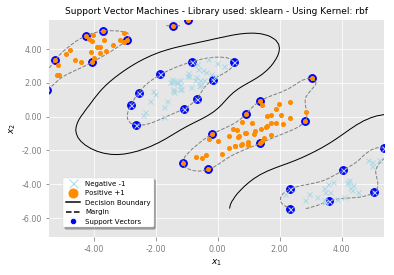 Support Vector Machines - Library used: sklearn - Using Kernel: rbf
4.00
2.00
0.00
-2.00
-4.00
-6.00
x2
Negative -1
Positive +1
Decision Boundary
Margin
Support Vectors
-4.00 -2.00 0.00 2.00 4.00
x1